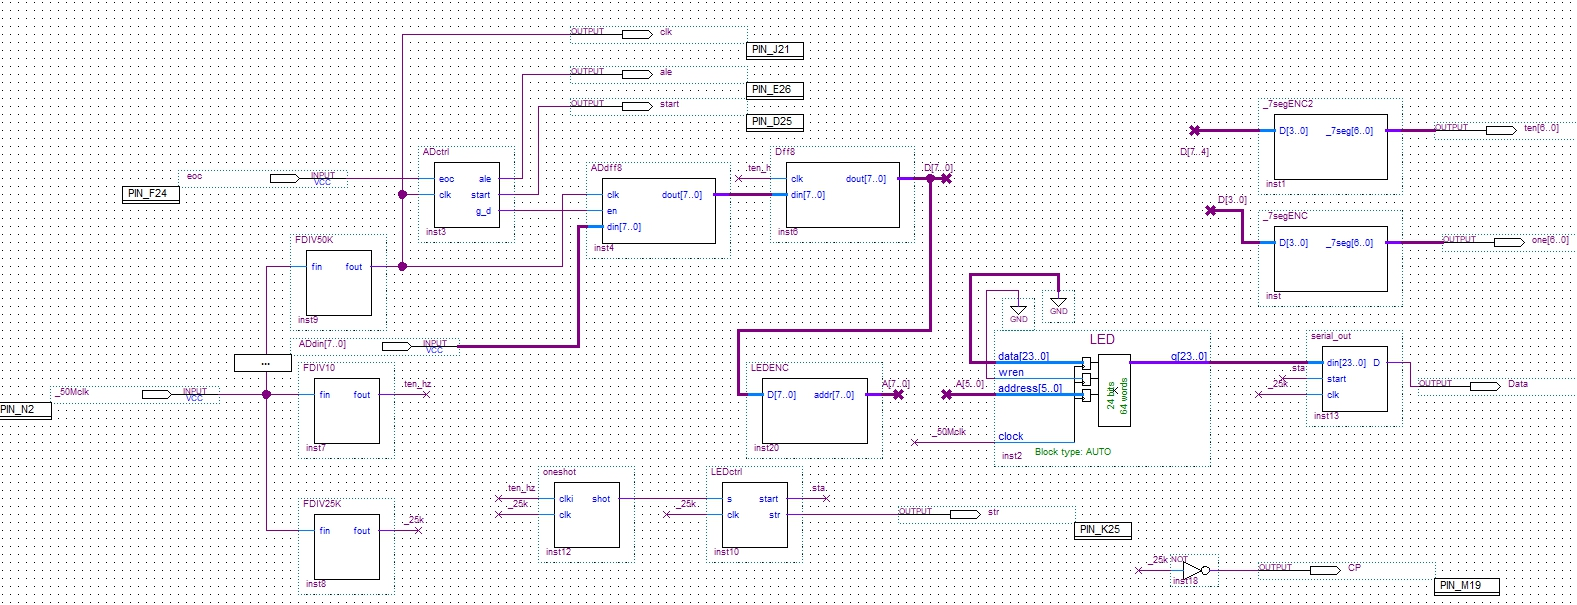 OUTPUT
clk
PIN_J21
OUTPUT
ale
PIN_E26
OUTPUT
start
PIN_D25
eoc
INPUT
VCC
PIN_F24
ADctrl
eoc
ale
clk
start
g_d
inst3
ADdff8
clk
dout[7..0]
en
din[7..0]
inst4
ten_h
Dff8
clk
dout[7..0]
din[7..0]
inst6
D[7..0]
_7segENC2
D[3..0]
_7seg[6..0]
inst1
D[7..4]
OUTPUT
ten[6..0]
D[3..0]
_7segENC
D[3..0]
_7seg[6..0]
inst
OUTPUT
one[6..0]
FDIV50K
fin
fout
inst9
ADdin[7..0]
INPUT
VCC
...
_50Mclk
INPUT
VCC
PIN_N2
FDIV10
fin
fout
inst7
ten_hz
FDIV25K
fin
fout
inst8
_25k
LEDENC
D[7..0]
addr[7..0]
inst20
A[7..0]
A[5..0]
GND
GND
LED
data[23..0]
q[23..0]
wren
address[5..0]
24 bits
64 words
clock
inst2
Block type: AUTO
_50Mclk
serial_out
din[23..0]
D
start
clk
inst13
sta
_25k
OUTPUT
Data
oneshot
ten_hz
clki
shot
_25k
clk
inst12
LEDctrl
s
start
_25k
clk
str
inst10
sta
OUTPUT
str
PIN_K25
_25k
NOT
inst18
OUTPUT
CP
PIN_M19